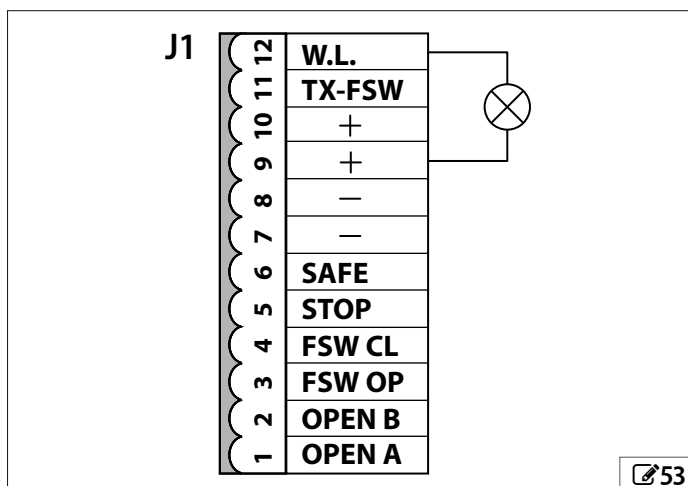 J1
12 W.L.
11 TX-FSW
10 +
9 +
8 −
7 −
6 SAFE
5 STOP
4 FSW CL
3 FSW OP
2 OPEN B
1 OPEN A
53